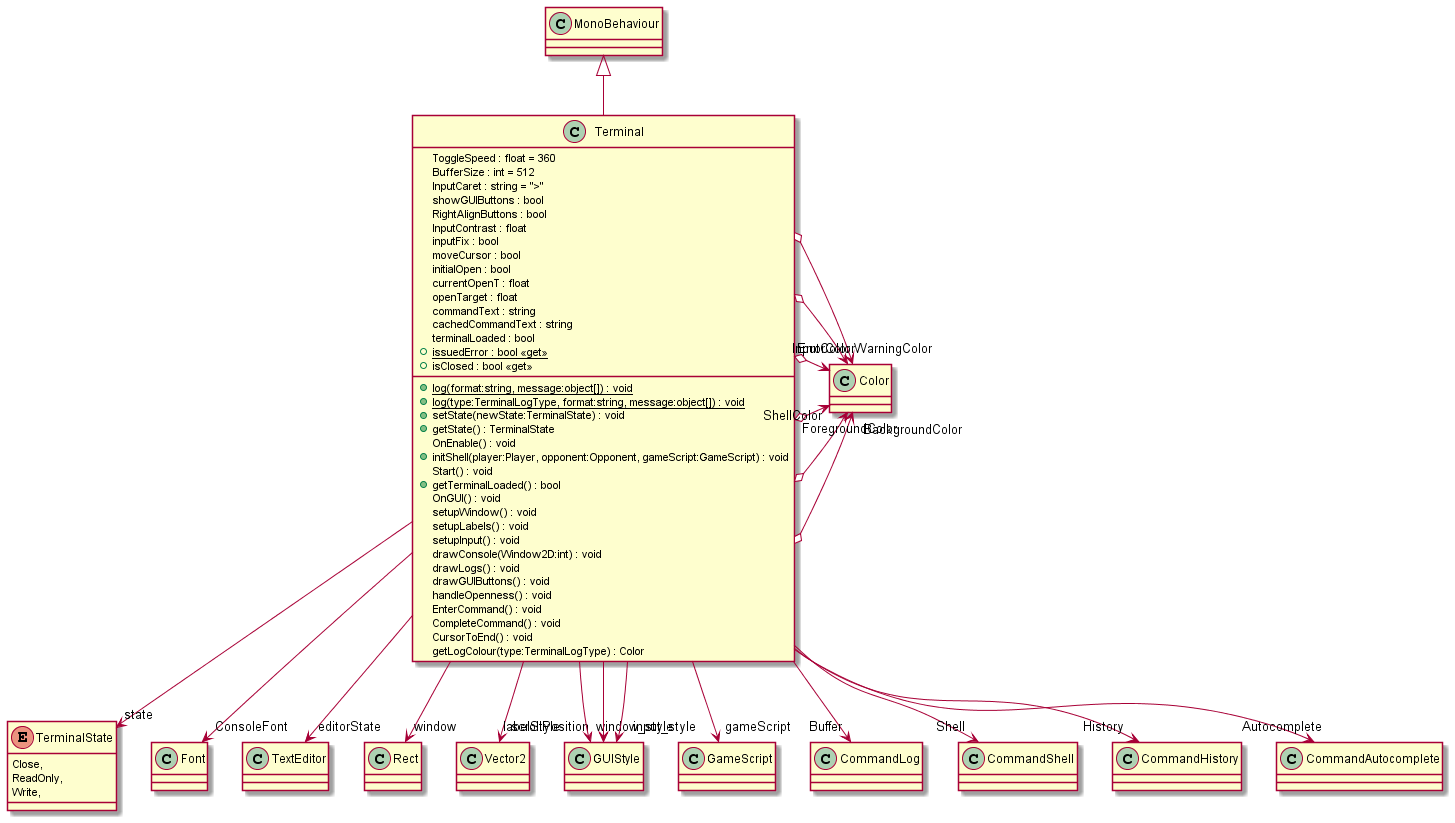 C MonoBehaviour
C Terminal
ToggleSpeed : float = 360
BufferSize : int = 512
InputCaret : string = ">"
showGUIButtons : bool
RightAlignButtons : bool
InputContrast : float
inputFix : bool
moveCursor : bool
initialOpen : bool
currentOpenT : float
openTarget : float
commandText : string
cachedCommandText : string
terminalLoaded : bool
issuedError : bool «get»
isClosed : bool «get»
log(format:string, message:object[]) : void
log(type:TerminalLogType, format:string, message:object[]) : void
setState(newState:TerminalState) : void
getState() : TerminalState
OnEnable() : void
initShell(player:Player, opponent:Opponent, gameScript:GameScript) : void
Start() : void
getTerminalLoaded() : bool
OnGUI() : void
setupWindow() : void
setupLabels() : void
setupInput() : void
drawConsole(Window2D:int) : void
drawLogs() : void
drawGUIButtons() : void
handleOpenness() : void
EnterCommand() : void
CompleteCommand() : void
CursorToEnd() : void
getLogColour(type:TerminalLogType) : Color
WarningColor
C Color
ShellColor
ForegroundColor
BackgroundColor
state
ConsoleFont
editorState
window
gameScript
Buffer
Shell
History
Autocomplete
E TerminalState
Close,
ReadOnly,
Write,
C Font
C TextEditor
C Rect
C Vector2
C GUIStyle
C GameScript
C CommandLog
C CommandShell
C CommandHistory
C CommandAutocomplete